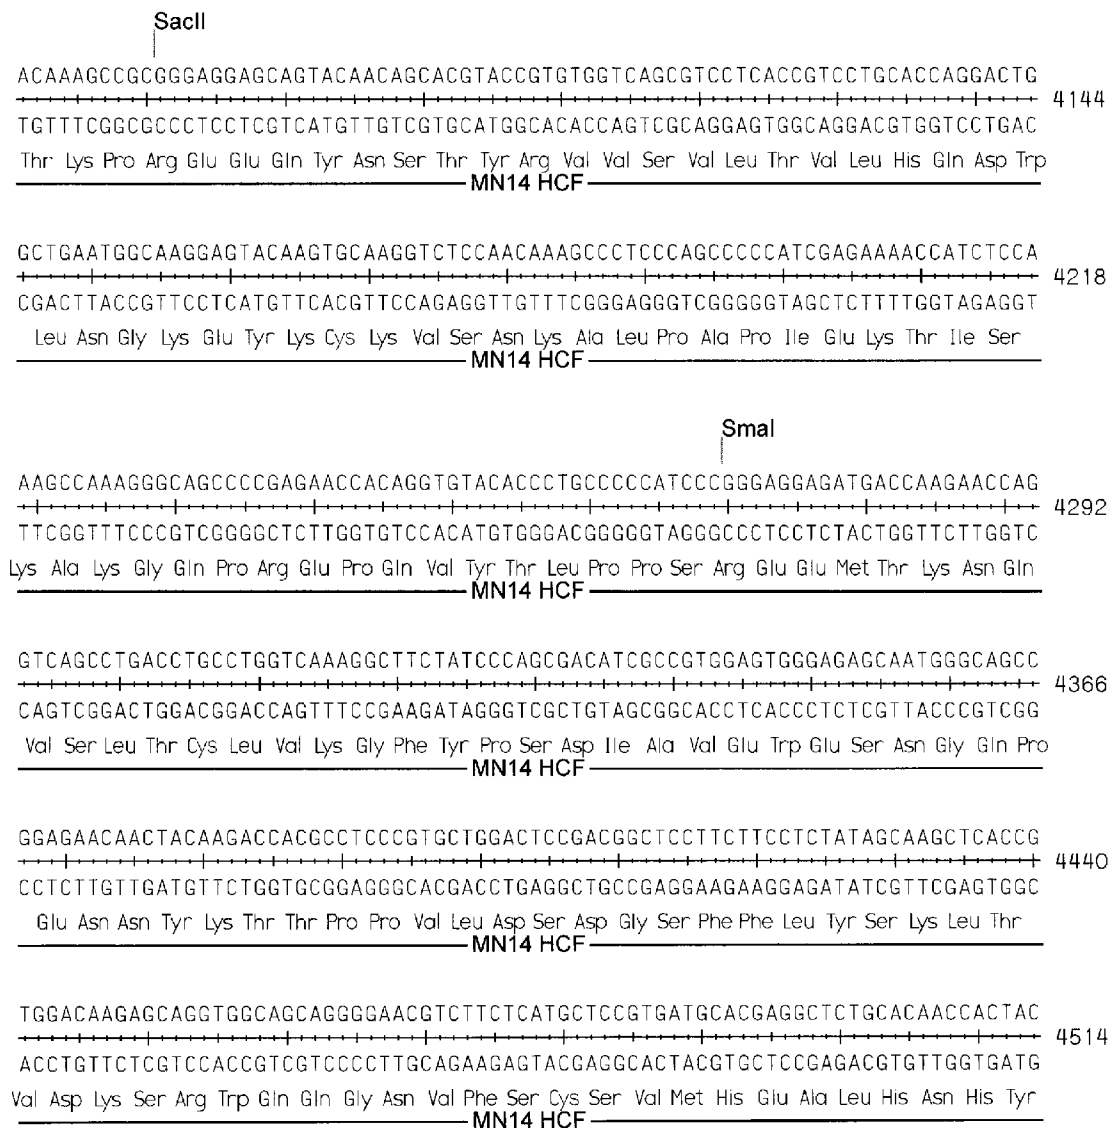 SacII
ACAAAGCCGCGGGAGGAGCAGTACAACAGCACGTACCGTGTGGTCAGCGTCCTCACCGTCCTGCACCAGGACTG
4144
TGTTTCGGCGCCCTCCTCGTCATGTTGTCGTGCATGGCACACCAGTCGCAGGAGTGGCAGGACGTGGTCCTGAC
Thr Lys Pro Arg Glu Glu Gln Tyr Asn Ser Thr Tyr Arg Val Val Ser Val Leu Thr Val Leu His Gln Asp Trp
MN14 HCF
GCTGAATGGCAAGGAGTACAAGTGCAAGGTCTCCAACAAAGCCCTCCCAGCCCCCATCGAGAAAACCATCTCCA
4218
CGACTTACCGTTCCTCATGTTCACGTTCCAGAGGTTGTTTCGGGAGGGTCGGGGGTAGCTCTTTTGGTAGAGGT
Leu Asn Gly Lys Glu Tyr Lys Cys Lys Val Ser Asn Lys Ala Leu Pro Ala Pro Ile Glu Lys Thr Ile Ser
MN14 HCF
SmaI
AAGCCAAAGGGCAGCCCCGAGAACCACAGGTGTACACCCTGCCCCCATCCCGGGAGGAGATGACCAAGAACCAG
4292
TTCGGTTTCCCGTCGGGGCTCTTGGTGTCCACATGTGGGACGGGGGTAGGGCCCTCCTCTACTGGTTCTTGGTC
Lys Ala Lys Gly Gln Pro Arg Glu Pro Gln Val Tyr Thr Leu Pro Pro Ser Arg Glu Glu Met Thr Lys Asn Gln
MN14 HCF
GTCAGCCTGACCTGCCTGGTCAAAGGCTTCTATCCCAGCGACATCGCCGTGGAGTGGGAGAGCAATGGGCAGCC
4366
CAGTCGGACTGGACGGACCAGTTTCCGAAGATAGGGTCGCTGTAGCGGCACCTCACCCTCTCGTTACCCGTCGG
Val Ser Leu Thr Cys Leu Val Lys Gly Phe Tyr Pro Ser Asp Ile Ala Val Glu Trp Glu Ser Asn Gly Gln Pro
MN14 HCF
GGAGAACAACTACAAGACCACGCCTCCCGTGCTGGACTCCGACGGCTCCTTCTTCCTCTATAGCAAGCTCACCG
4440
CCTCTTGTTGATGTTCTGGTGCGGAGGGCACGACCTGAGGCTGCCGAGGAAGAAGGAGATATCGTTCGAGTGGC
Glu Asn Asn Tyr Lys Thr Thr Pro Pro Val Leu Asp Ser Asp Gly Ser Phe Phe Leu Tyr Ser Lys Leu Thr
MN14 HCF
TGGACAAGAGCAGGTGGCAGCAGGGGAACGTCTTCTCATGCTCCGTGATGCACGAGGCTCTGCACAACCACTAC
4514
ACCTGTTCTCGTCCACCGTCGTCCCCTTGCAGAAGAGTACGAGGCACTACGTGCTCCGAGACGTGTTGGTGATG
Val Asp Lys Ser Arg Trp Gln Gln Gly Asn Val Phe Ser Cys Ser Val Met His Glu Ala Leu His Asn His Tyr
MN14 HCF